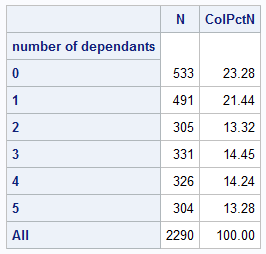 N ColPctN
number of dependants
0 533 23.28
1 491 21.44
2 305 13.32
3 331 14.45
4 326 14.24
5 304 13.28
All 2290 100.00